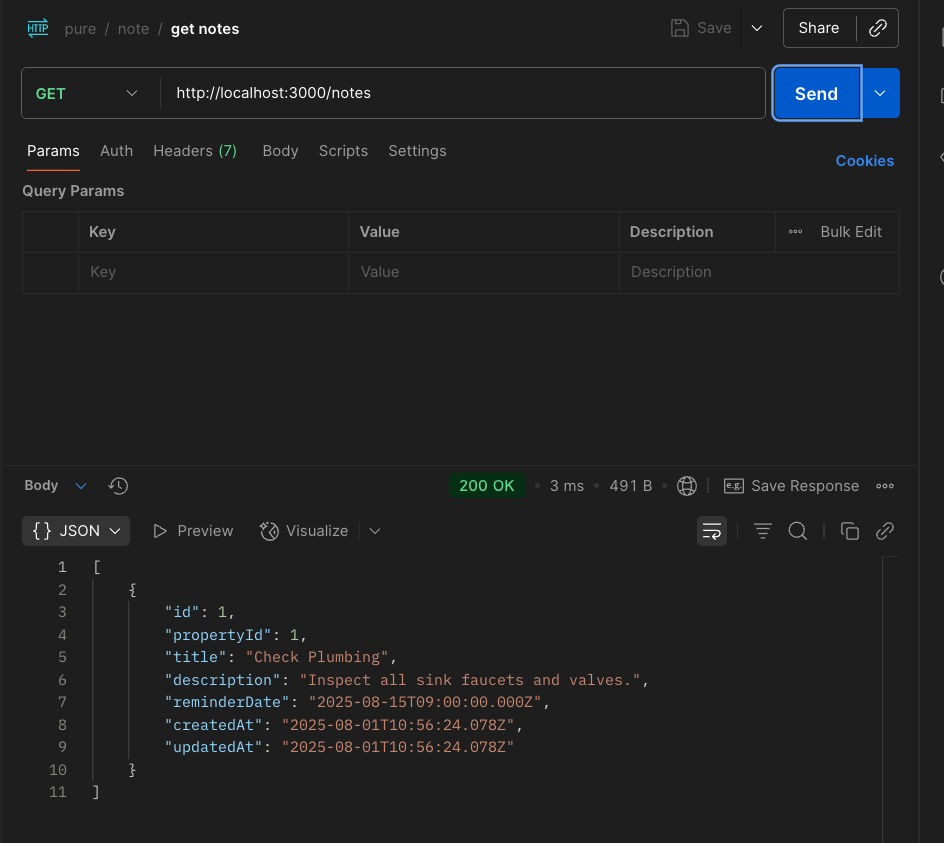 HTTP pure / note / get notes Save Share
GET http://localhost:3000/notes Send
Params Auth Headers (7) Body Scripts Settings Cookies
Query Params
Key Value Description Bulk Edit
Key Value Description
Body 200 OK • 3 ms • 491 B • e.g. Save Response
{} JSON Preview Visualize
1 [
2 {
3 "id": 1,
4 "propertyId": 1,
5 "title": "Check Plumbing",
6 "description": "Inspect all sink faucets and valves.",
7 "reminderDate": "2025-08-15T09:00:00.000Z",
8 "createdAt": "2025-08-01T10:56:24.078Z",
9 "updatedAt": "2025-08-01T10:56:24.078Z"
10 }
11 ]